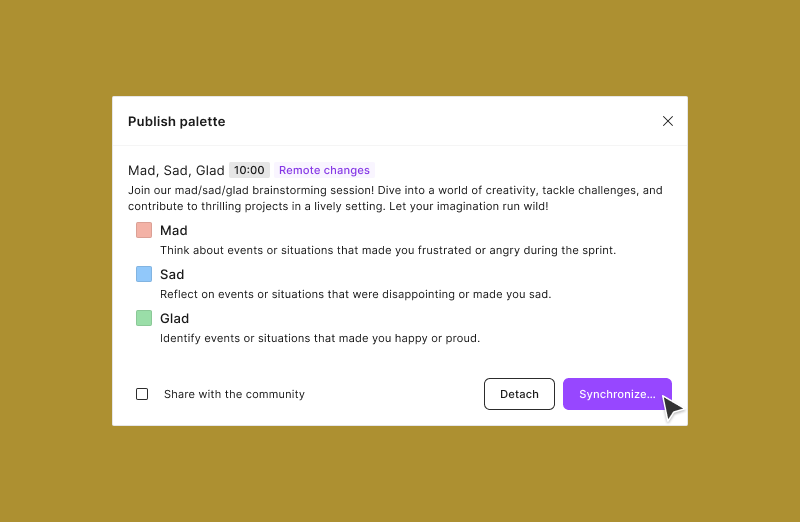 Publish palette
Mad, Sad, Glad 10:00 Remote changes
Join our mad/sad/glad brainstorming session! Dive into a world of creativity, tackle challenges, and
contribute to thrilling projects in a lively setting. Let your imagination run wild!
Mad
Think about events or situations that made you frustrated or angry during the sprint.
Sad
Reflect on events or situations that were disappointing or made you sad.
Glad
Identify events or situations that made you happy or proud.
Share with the community Detach Synchronize...